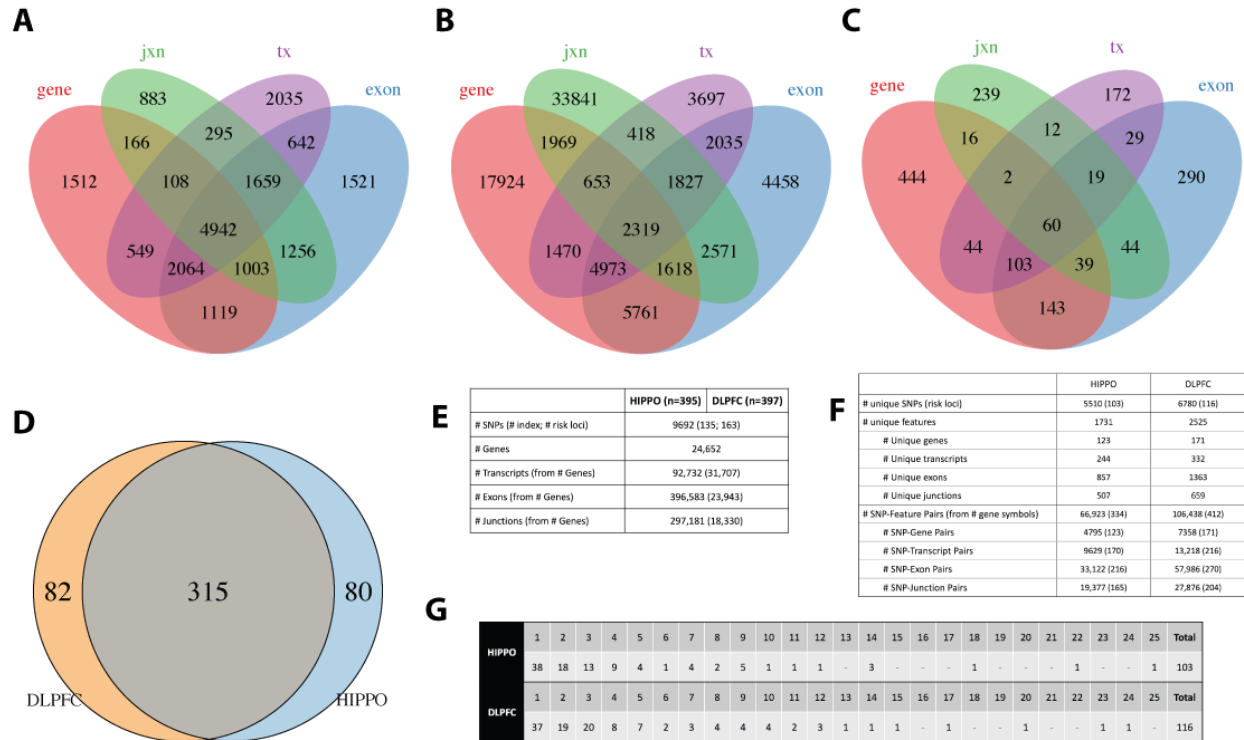 A
jxn
tx
gene
exon
883
2035
166
295
642
1512
108
1659
1521
4942
549
2064
1003
1256
1119
B
jxn
tx
gene
exon
33841
3697
1969
418
2035
17924
653
1827
4458
2319
1470
4973
1618
2571
5761
C
jxn
tx
gene
exon
239
172
16
12
29
444
2
19
290
60
44
103
39
44
143
D
82
315
80
DLPFC
HIPPO
E
HIPPO (n=395) DLPFC (n=397)
# SNPs (# index; # risk loci) 9692 (135; 163)
# Genes 24,652
# Transcripts (from # Genes) 92,732 (31,707)
# Exons (from # Genes) 396,583 (23,943)
# Junctions (from # Genes) 297,181 (18,330)
F
HIPPO DLPFC
# unique SNPs (risk loci) 5510 (103) 6780 (116)
# unique features 1731 2525
# Unique genes 123 171
# Unique transcripts 244 332
# Unique exons 857 1363
# Unique junctions 507 659
# SNP-Feature Pairs (from # gene symbols) 66,923 (334) 106,438 (412)
# SNP-Gene Pairs 4795 (123) 7358 (171)
# SNP-Transcript Pairs 9629 (170) 13,218 (216)
# SNP-Exon Pairs 33,122 (216) 57,986 (270)
# SNP-Junction Pairs 19,377 (165) 27,876 (204)
G
HIPPO
1 2 3 4 5 6 7 8 9 10 11 12 13 14 15 16 17 18 19 20 21 22 23 24 25 Total
38 18 13 9 4 1 4 2 5 1 1 1 - 3 - - - 1 - - - 1 - - 1 103
DLPFC
1 2 3 4 5 6 7 8 9 10 11 12 13 14 15 16 17 18 19 20 21 22 23 24 25 Total
37 19 20 8 7 2 3 4 4 4 2 3 1 1 1 - 1 - - 1 - - 1 1 - 116